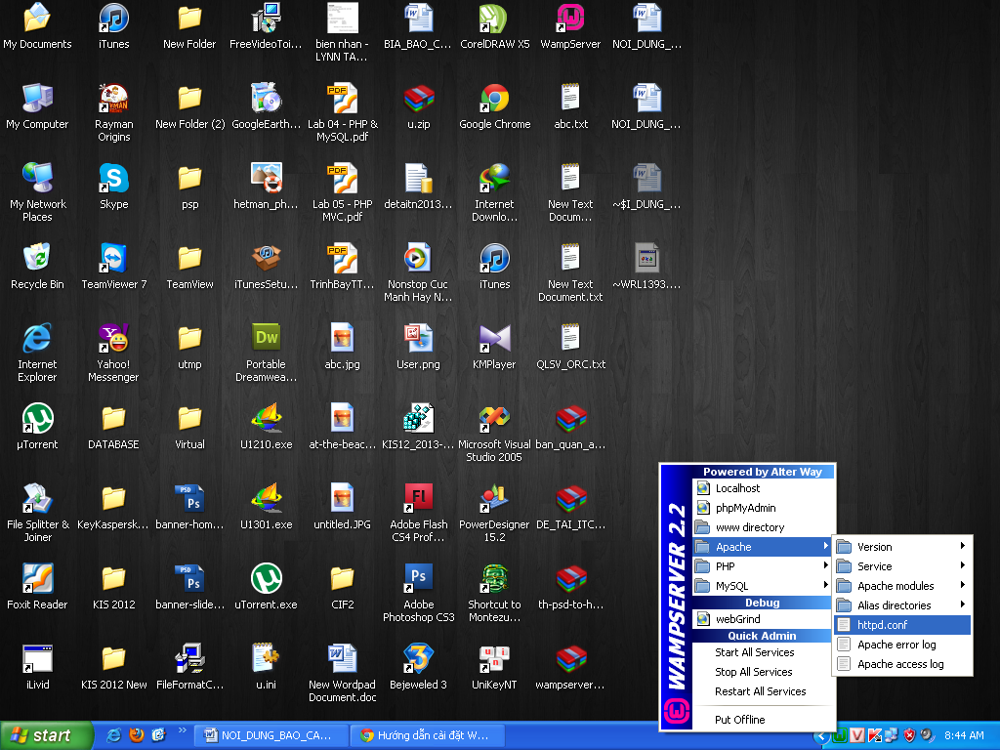 My Documents
iTunes
New Folder
FreeVideoToi...
bien nhan -
LYNN TA...
BIA_BAO_C...
CorelDRAW X5
WampServer
NOI_DUNG_...
My Computer
Rayman
Origins
New Folder (2)
GoogleEarth...
Lab 04 - PHP &
MySQL.pdf
u.zip
Google Chrome
abc.txt
NOI_DUNG_...
My Network
Places
Skype
psp
hetman_ph...
Lab 05 - PHP
MVC.pdf
detaitn2013...
Internet
Downlo...
New Text
Docum...
~$I_DUNG_...
Recycle Bin
TeamViewer 7
TeamView
iTunesSetu...
TrinhBayTT...
Nonstop Cuc
Manh Hay N...
iTunes
New Text
Document.txt
~WRL1393....
Internet
Explorer
Yahoo!
Messenger
utmp
Portable
Dreamwea...
abc.jpg
User.png
KMPlayer
QLSV_ORC.txt
µTorrent
DATABASE
Virtual
U1210.exe
at-the-beac...
KIS12_2013-...
Microsoft Visual
Studio 2005
ban_quan_a...
File Splitter &
Joiner
KeyKaspersk...
banner-hom...
U1301.exe
untitled.JPG
Adobe Flash
CS4 Prof...
PowerDesigner
15.2
DE_TAI_ITC...
Foxit Reader
KIS 2012
banner-slide...
uTorrent.exe
CIF2
Adobe
Photoshop CS3
Shortcut to
Montezu...
th-psd-to-h...
iLivid
KIS 2012 New
FileFormatC...
u.ini
New Wordpad
Document.doc
Bejeweled 3
UniKeyNT
wampserver...
WAMPSERVER 2.2
Powered by Alter Way
Localhost
phpMyAdmin
www directory
Apache
PHP
MySQL
Debug
webGrind
Quick Admin
Start All Services
Stop All Services
Restart All Services
Put Offline
Version
Service
Apache modules
Alias directories
httpd.conf
Apache error log
Apache access log
start
NOI_DUNG_BAO_CA...
Hướng dẫn cài đặt W...
8:44 AM